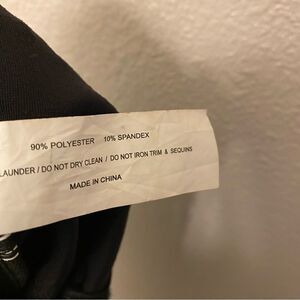 90% POLYESTER 10% SPANDEX
LAUNDER / DO NOT DRY CLEAN / DO NOT IRON TRIM & SEQUINS
MADE IN CHINA